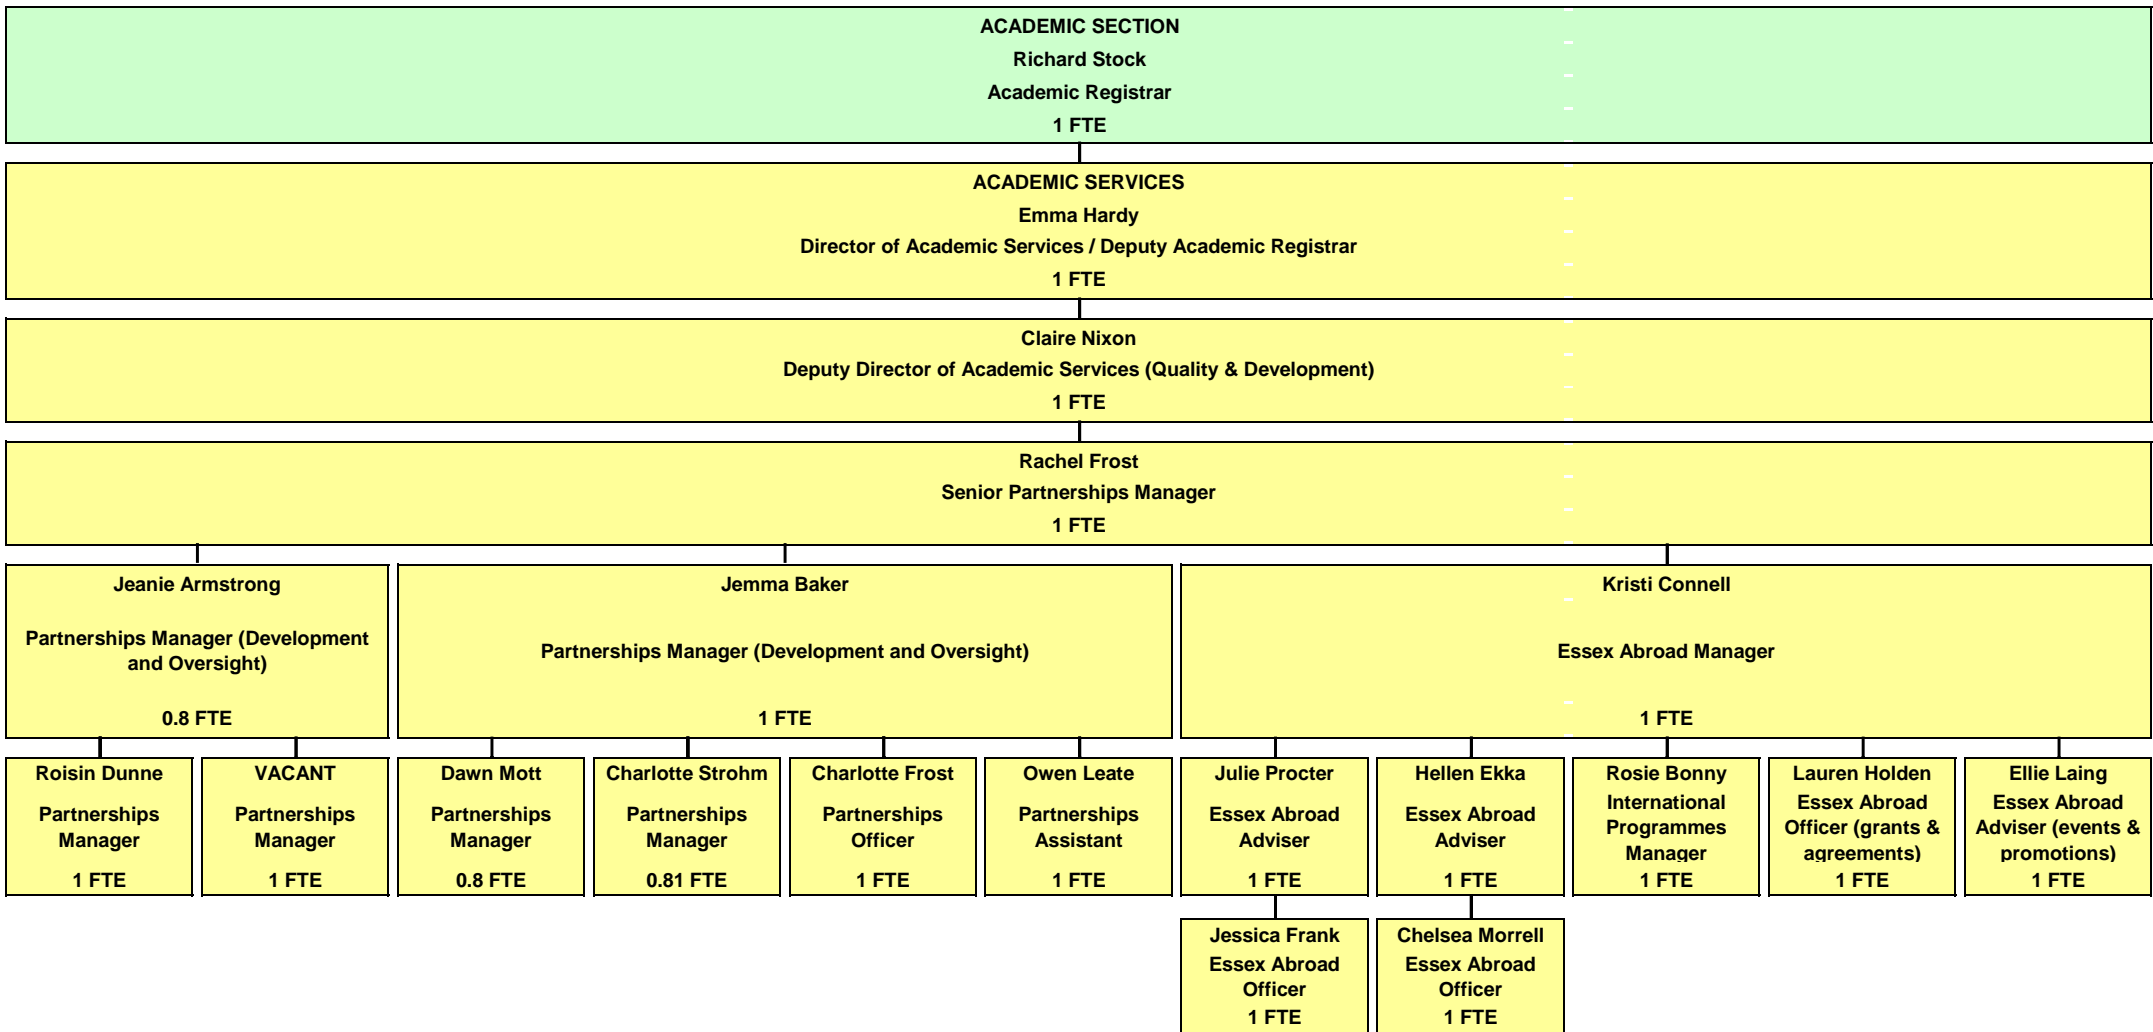 ACADEMIC SECTION
Richard Stock
Academic Registrar
1 FTE
ACADEMIC SERVICES
Emma Hardy
Director of Academic Services / Deputy Academic Registrar
1 FTE
Claire Nixon
Deputy Director of Academic Services (Quality & Development)
1 FTE
Rachel Frost
Senior Partnerships Manager
1 FTE
Jeanie Armstrong
Partnerships Manager (Development
and Oversight)
0.8 FTE
Jemma Baker
Partnerships Manager (Development and Oversight)
1 FTE
Kristi Connell
Essex Abroad Manager
1 FTE
Roisin Dunne
Partnerships
Manager
1 FTE
VACANT
Partnerships
Manager
1 FTE
Dawn Mott
Partnerships
Manager
0.8 FTE
Charlotte Strohm
Partnerships
Manager
0.81 FTE
Charlotte Frost
Partnerships
Officer
1 FTE
Owen Leate
Partnerships
Assistant
1 FTE
Julie Procter
Essex Abroad
Adviser
1 FTE
Hellen Ekka
Essex Abroad
Adviser
1 FTE
Rosie Bonny
International
Programmes
Manager
1 FTE
Lauren Holden
Essex Abroad
Officer (grants &
agreements)
1 FTE
Ellie Laing
Essex Abroad
Adviser (events &
promotions)
1 FTE
Jessica Frank
Essex Abroad
Officer
1 FTE
Chelsea Morrell
Essex Abroad
Officer
1 FTE